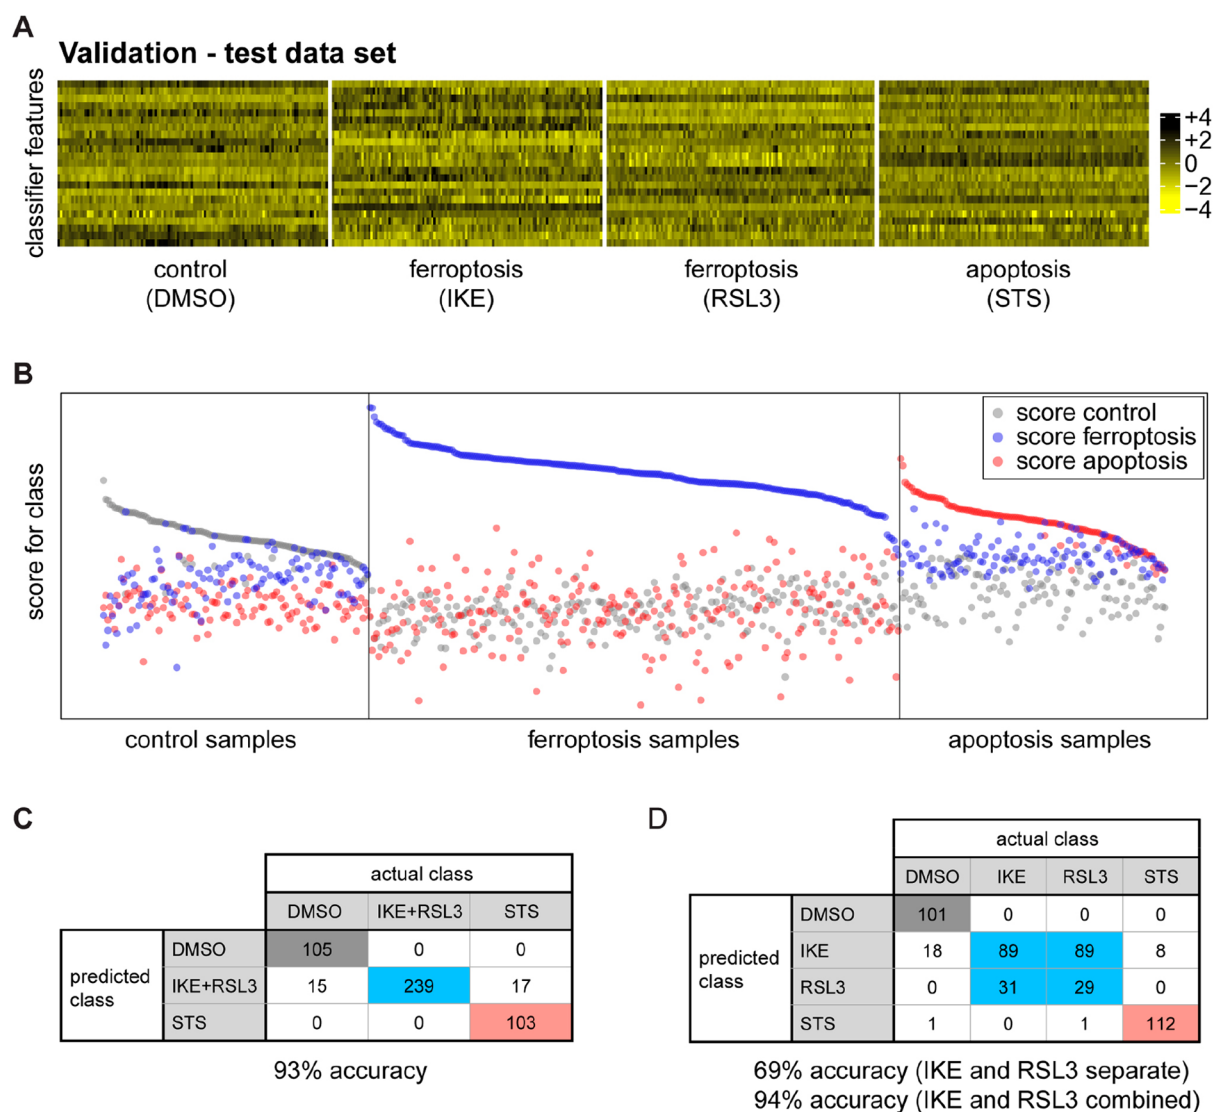 A
Validation - test data set
classifier features
+4
+2
0
−2
−4
control
(DMSO)
ferroptosis
(IKE)
ferroptosis
(RSL3)
apoptosis
(STS)
B
score for class
score control
score ferroptosis
score apoptosis
control samples
ferroptosis samples
apoptosis samples
C
actual class
DMSO IKE+RSL3 STS
predicted class
DMSO 105 0 0
IKE+RSL3 15 239 17
STS 0 0 103
93% accuracy
D
actual class
DMSO IKE RSL3 STS
predicted class
DMSO 101 0 0 0
IKE 18 89 89 8
RSL3 0 31 29 0
STS 1 0 1 112
69% accuracy (IKE and RSL3 separate)
94% accuracy (IKE and RSL3 combined)